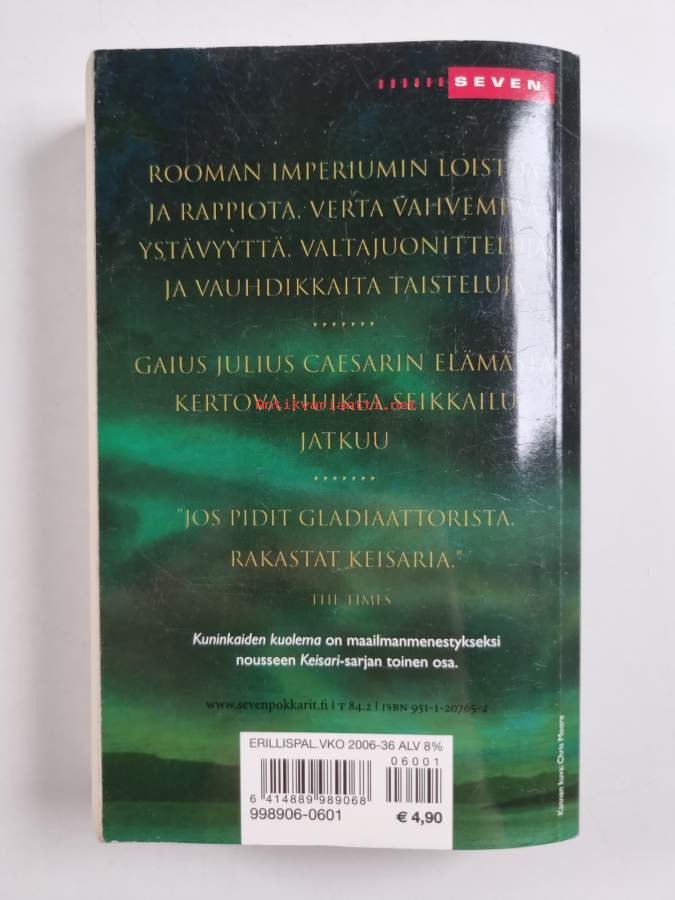 SEVEN
ROOMAN IMPERIUMIN LOISTOA
JA RAPPIOTA, VERTA VAHVEMPAA
YSTÄVYYTTÄ, VALTAJUONITTELUJA
JA VAUHDIKKAITA TAISTELUJA
GAIUS JULIUS CAESARIN ELÄMÄSTÄ
KERTOVA HUIKEA SEIKKAILU
Antikvariaatti.net
JATKUU
"JOS PIDIT GLADIAATTORISTA,
RAKASTAT KEISARIA."
THE TIMES
Kuninkaiden kuolema on maailmanmenestykseksi
nousseen Keisari-sarjan toinen osa.
www.sevenpokkarit.fi | T 84.2 | ISBN 951-1-20765-2
ERILLISPAL.VKO 2006-36 ALV 8%
06001
6 414889 989068
998906-0601
€ 4,90
Kannen kuva: Chris Moore